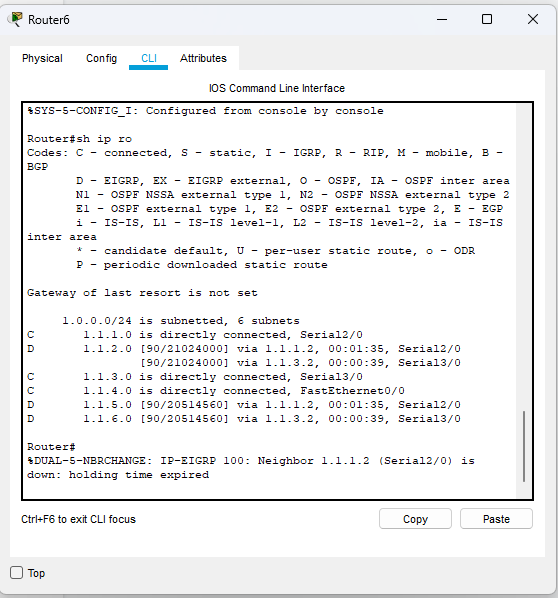 Router6
Physical Config CLI Attributes
IOS Command Line Interface
%SYS-5-CONFIG_I: Configured from console by console
Router#sh ip ro
Codes: C - connected, S - static, I - IGRP, R - RIP, M - mobile, B -
BGP
D - EIGRP, EX - EIGRP external, O - OSPF, IA - OSPF inter area
N1 - OSPF NSSA external type 1, N2 - OSPF NSSA external type 2
E1 - OSPF external type 1, E2 - OSPF external type 2, E - EGP
i - IS-IS, L1 - IS-IS level-1, L2 - IS-IS level-2, ia - IS-IS
inter area
* - candidate default, U - per-user static route, o - ODR
P - periodic downloaded static route
Gateway of last resort is not set
1.0.0.0/24 is subnetted, 6 subnets
C 1.1.1.0 is directly connected, Serial2/0
D 1.1.2.0 [90/21024000] via 1.1.1.2, 00:01:35, Serial2/0
[90/21024000] via 1.1.3.2, 00:00:39, Serial3/0
C 1.1.3.0 is directly connected, Serial3/0
C 1.1.4.0 is directly connected, FastEthernet0/0
D 1.1.5.0 [90/20514560] via 1.1.1.2, 00:01:35, Serial2/0
D 1.1.6.0 [90/20514560] via 1.1.3.2, 00:00:39, Serial3/0
Router#
%DUAL-5-NBRCHANGE: IP-EIGRP 100: Neighbor 1.1.1.2 (Serial2/0) is
down: holding time expired
Ctrl+F6 to exit CLI focus
Copy Paste
Top